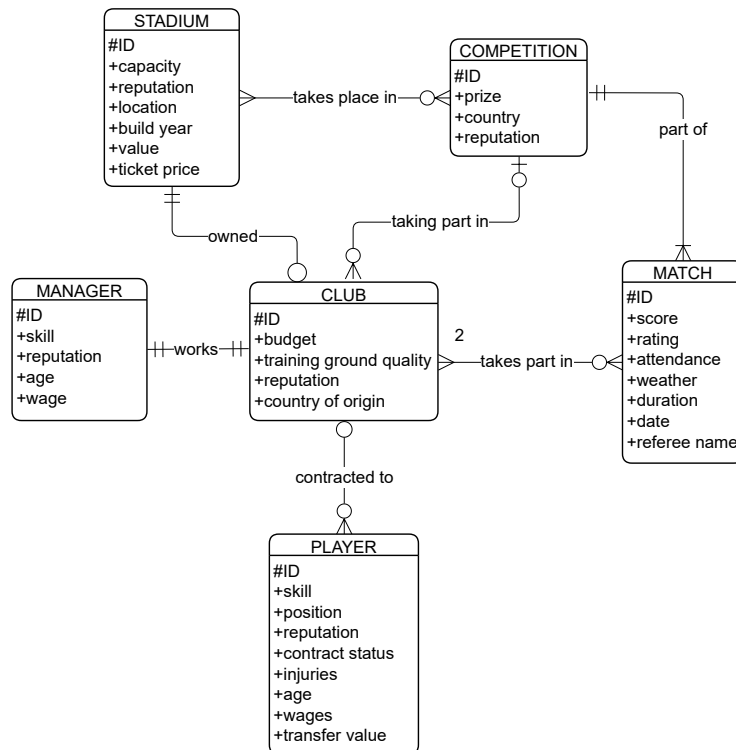 STADIUM
#ID
+capacity
+reputation
+location
+build year
+value
+ticket price
takes place in
COMPETITION
#ID
+prize
+country
+reputation
part of
taking part in
owned
MANAGER
#ID
+skill
+reputation
+age
+wage
works
CLUB
#ID
+budget
+training ground quality
+reputation
+country of origin
2
takes part in
MATCH
#ID
+score
+rating
+attendance
+weather
+duration
+date
+referee name
contracted to
PLAYER
#ID
+skill
+position
+reputation
+contract status
+injuries
+age
+wages
+transfer value